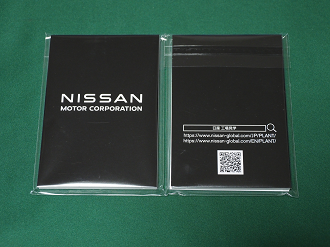 NISSAN
MOTOR CORPORATION
日産 工場見学
https://www.nissan-global.com/JP/PLANT/
https://www.nissan-global.com/EN/PLANT/